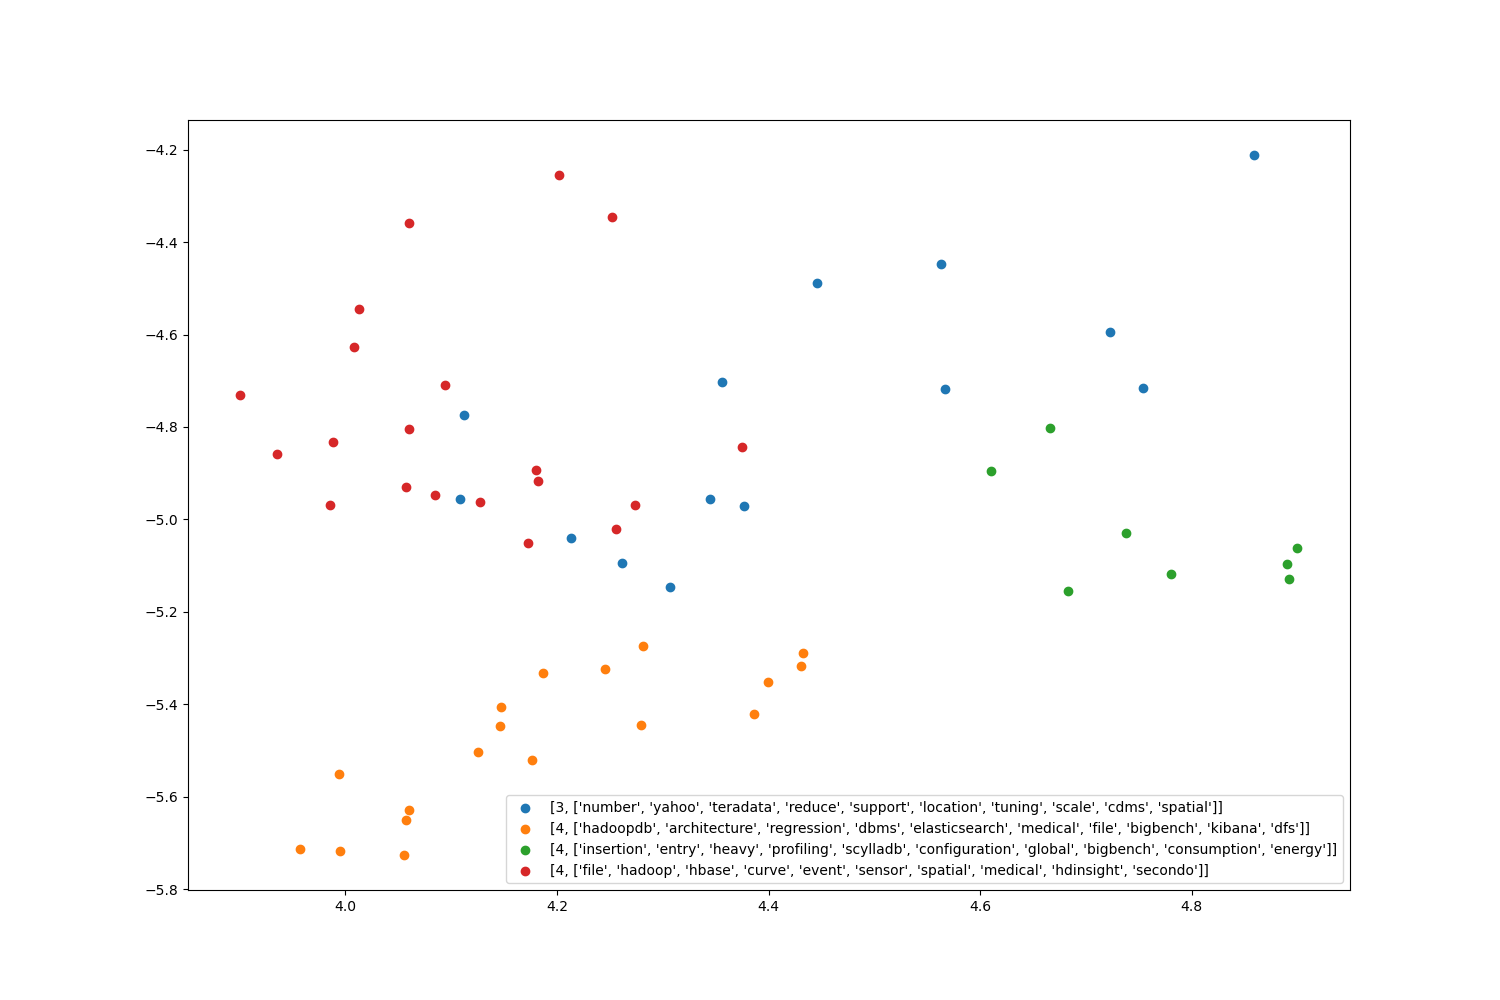 −4.2
−4.4
−4.6
−4.8
−5.0
−5.2
−5.4
−5.6
−5.8
4.0 4.2 4.4 4.6 4.8
[3, ['number', 'yahoo', 'teradata', 'reduce', 'support', 'location', 'tuning', 'scale', 'cdms', 'spatial']]
[4, ['hadoopdb', 'architecture', 'regression', 'dbms', 'elasticsearch', 'medical', 'file', 'bigbench', 'kibana', 'dfs']]
[4, ['insertion', 'entry', 'heavy', 'profiling', 'scylladb', 'configuration', 'global', 'bigbench', 'consumption', 'energy']]
[4, ['file', 'hadoop', 'hbase', 'curve', 'event', 'sensor', 'spatial', 'medical', 'hdinsight', 'secondo']]